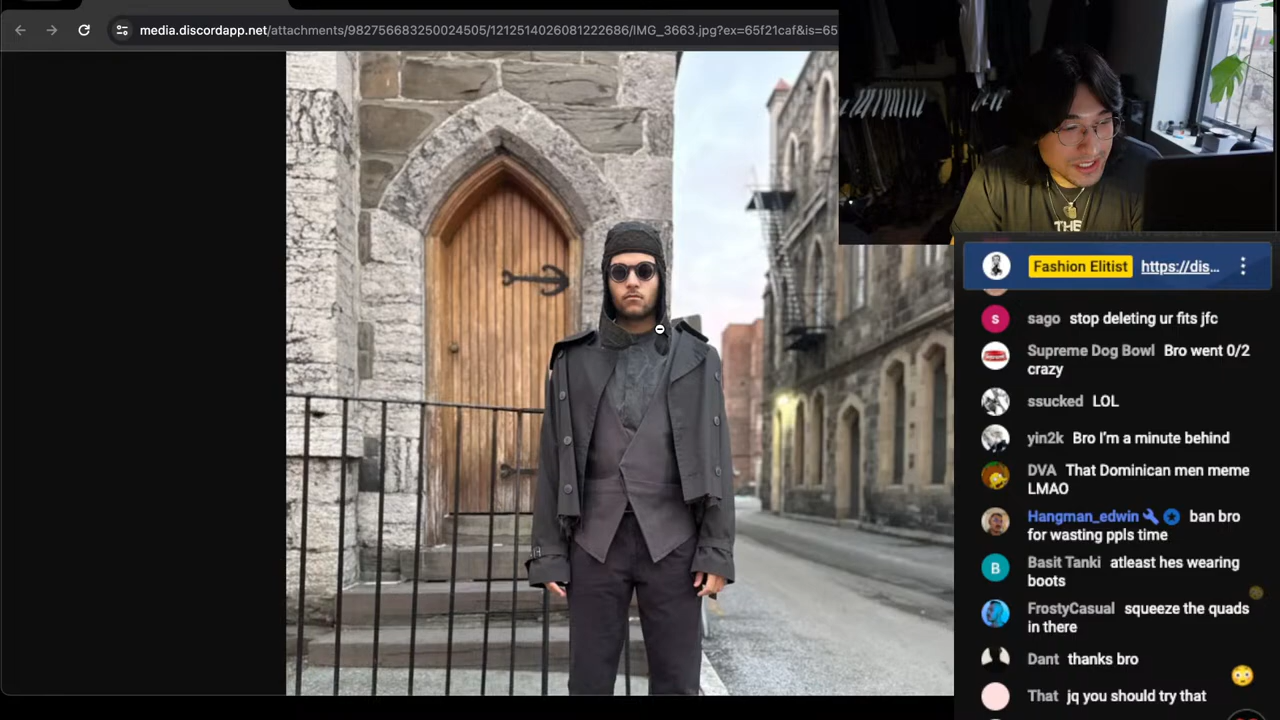 media.discordapp.net/attachments/982756683250024505/1212514026081222686/IMG_3663.jpg?ex=65f21caf&is=65
THE
Fashion Elitist https://dis...
S sago stop deleting ur fits jfc
Supreme Dog Bowl Bro went 0/2
crazy
ssucked LOL
yin2k Bro I'm a minute behind
DVA That Dominican men meme
LMAO
Hangman_edwin ban bro
for wasting ppls time
B Basit Tanki atleast hes wearing
boots
FrostyCasual squeeze the quads
in there
Dant thanks bro
That jq you should try that